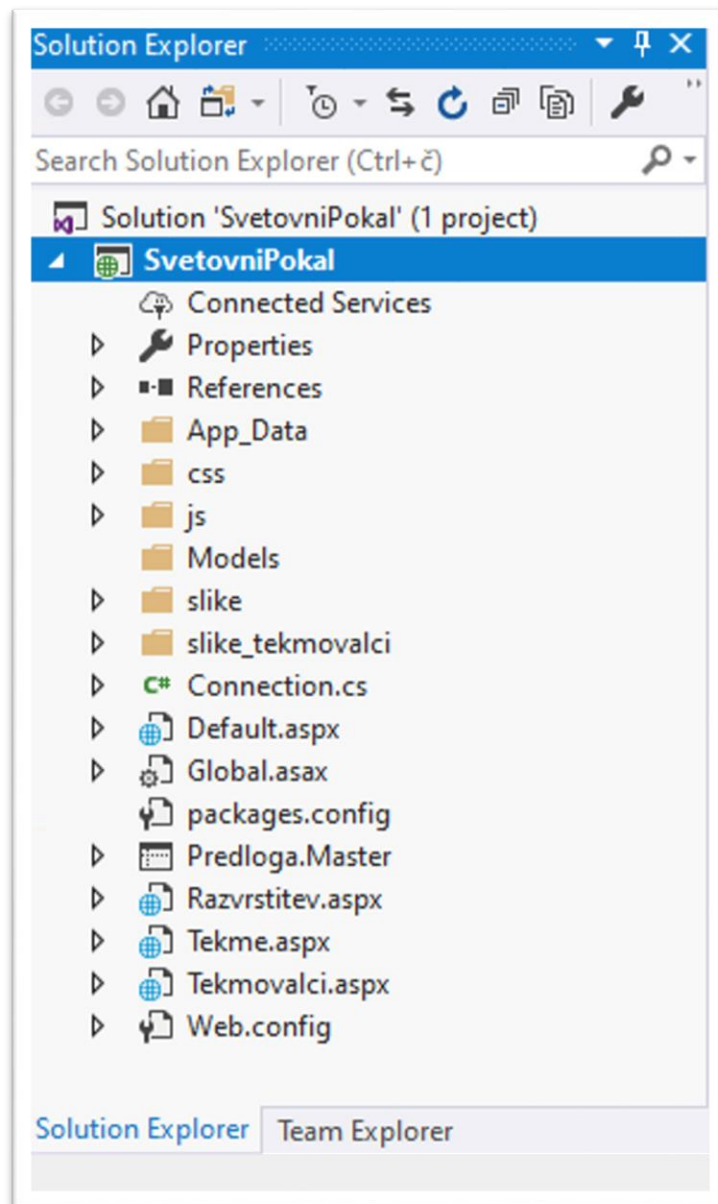 Solution Explorer
Search Solution Explorer (Ctrl+č)
Solution 'SvetovniPokal' (1 project)
SvetovniPokal
Connected Services
Properties
References
App_Data
css
js
Models
slike
slike_tekmovalci
C# Connection.cs
Default.aspx
Global.asax
packages.config
Predloga.Master
Razvrstitev.aspx
Tekme.aspx
Tekmovalci.aspx
Web.config
Solution Explorer Team Explorer